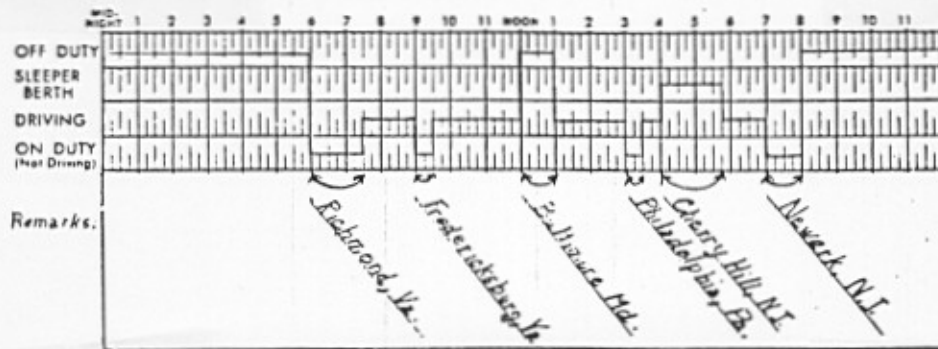 MID-
NIGHT 1 2 3 4 5 6 7 8 9 10 11 NOON 1 2 3 4 5 6 7 8 9 10 11
OFF DUTY
SLEEPER
BERTH
DRIVING
ON DUTY
(Not Driving)
Remarks.
Richmond, Va.
Fredericksburg, Va
Baltimore Md.
Philadelphia, Pa.
Cherry Hill, N.J.
Newark, N.J.